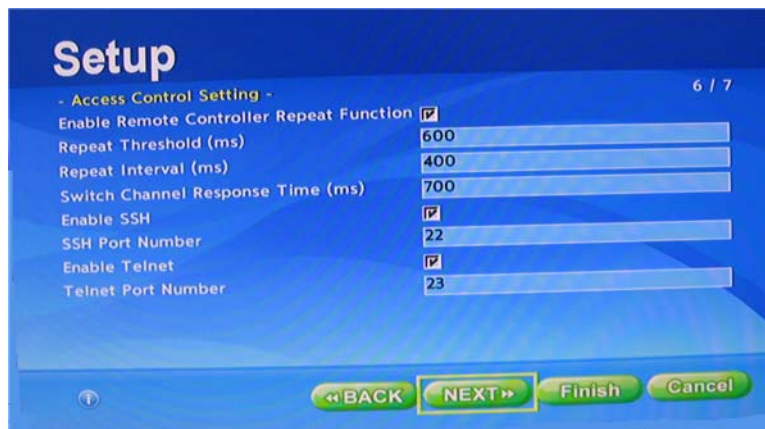 Setup
6 / 7
- Access Control Setting -
Enable Remote Controller Repeat Function
Repeat Threshold (ms) 600
Repeat Interval (ms) 400
Switch Channel Response Time (ms) 700
Enable SSH
SSH Port Number 22
Enable Telnet
Telnet Port Number 23
BACK NEXT Finish Cancel